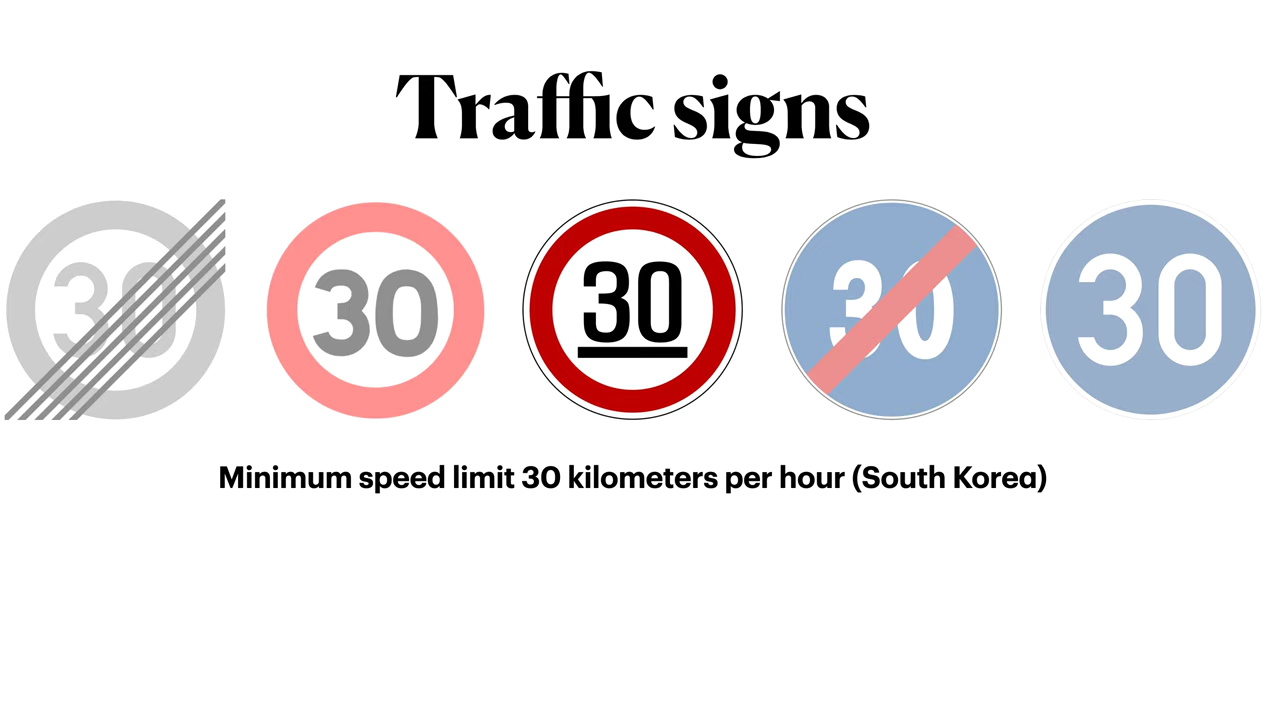 Traffic signs
30 30 30 30 30
Minimum speed limit 30 kilometers per hour (South Korea)